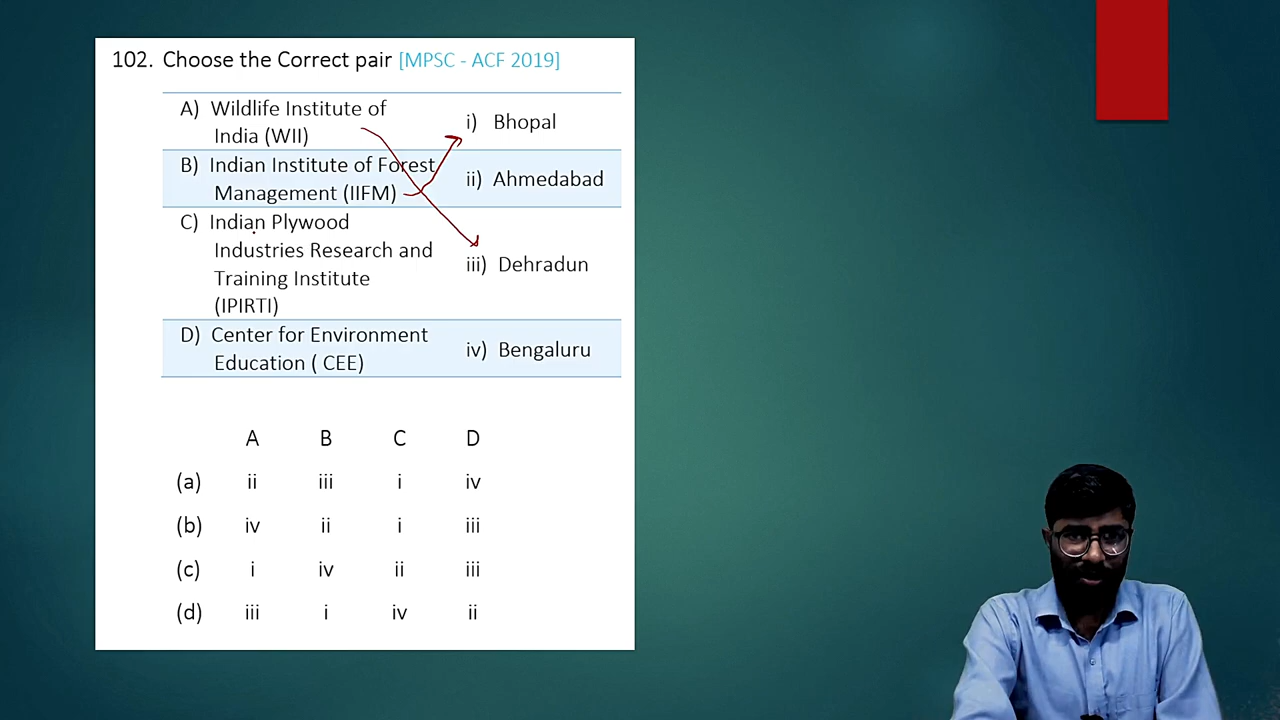 102. Choose the Correct pair [MPSC - ACF 2019]
A) Wildlife Institute of
India (WII)
i) Bhopal
B) Indian Institute of Forest
Management (IIFM)
ii) Ahmedabad
C) Indian Plywood
Industries Research and
Training Institute
(IPIRTI)
iii) Dehradun
D) Center for Environment
Education ( CEE)
iv) Bengaluru
A B C D
(a) ii iii i iv
(b) iv ii i iii
(c) i iv ii iii
(d) iii i iv ii